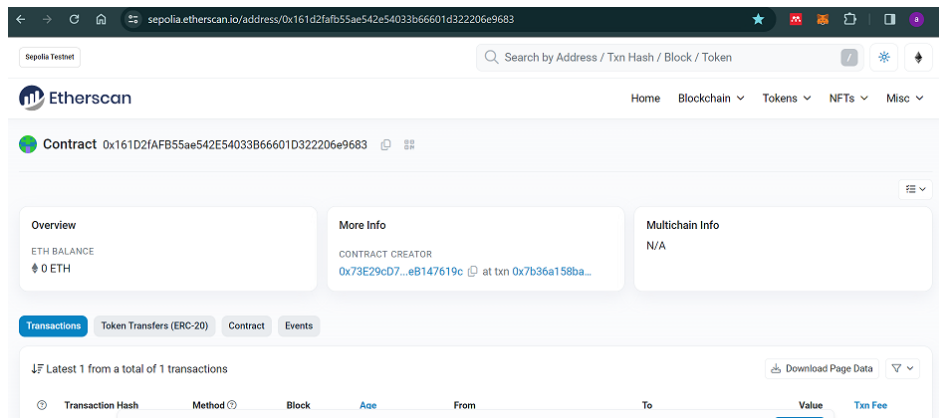 sepolia.etherscan.io/address/0x161d2fafb55ae542e54033b66601d322206e9683
a
Sepolia Testnet
Search by Address / Txn Hash / Block / Token
/
Etherscan
Home Blockchain Tokens NFTs Misc
Contract 0x161D2fAFB55ae542E54033B66601D322206e9683
Overview
ETH BALANCE
0 ETH
More Info
CONTRACT CREATOR
0x73E29cD7...eB147619c at txn 0x7b36a158ba...
Multichain Info
N/A
Transactions Token Transfers (ERC-20) Contract Events
Latest 1 from a total of 1 transactions
Download Page Data
Transaction Hash Method Block Age From To Value Txn Fee